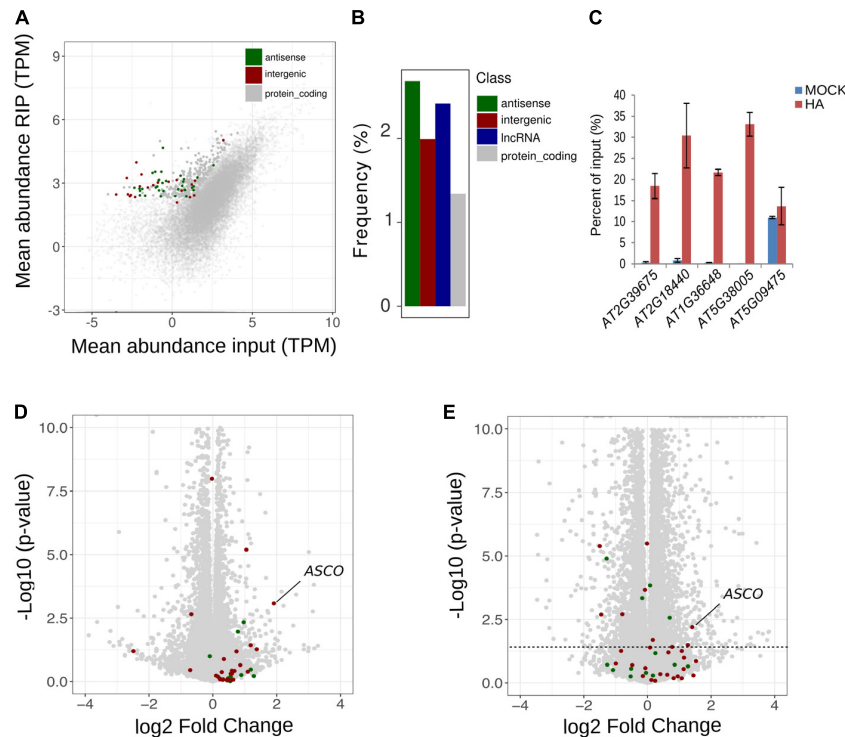 A
Mean abundance RIP (TPM)
9
6
3
0
-3
-5
0
5
10
Mean abundance input (TPM)
antisense
intergenic
protein_coding
B
Frequency (%)
2
1
0
Class
antisense
intergenic
lncRNA
protein_coding
C
Percent of input (%)
40
35
30
25
20
15
10
5
0
AT2G39675
AT2G18440
AT1G36648
AT5G38005
AT5G09475
MOCK
HA
D
-Log10 (p-value)
10.0
7.5
5.0
2.5
0.0
ASCO
−4
−2
0
2
4
log2 Fold Change
E
-Log10 (p-value)
10.0
7.5
5.0
2.5
0.0
ASCO
−4
−2
0
2
4
log2 Fold Change